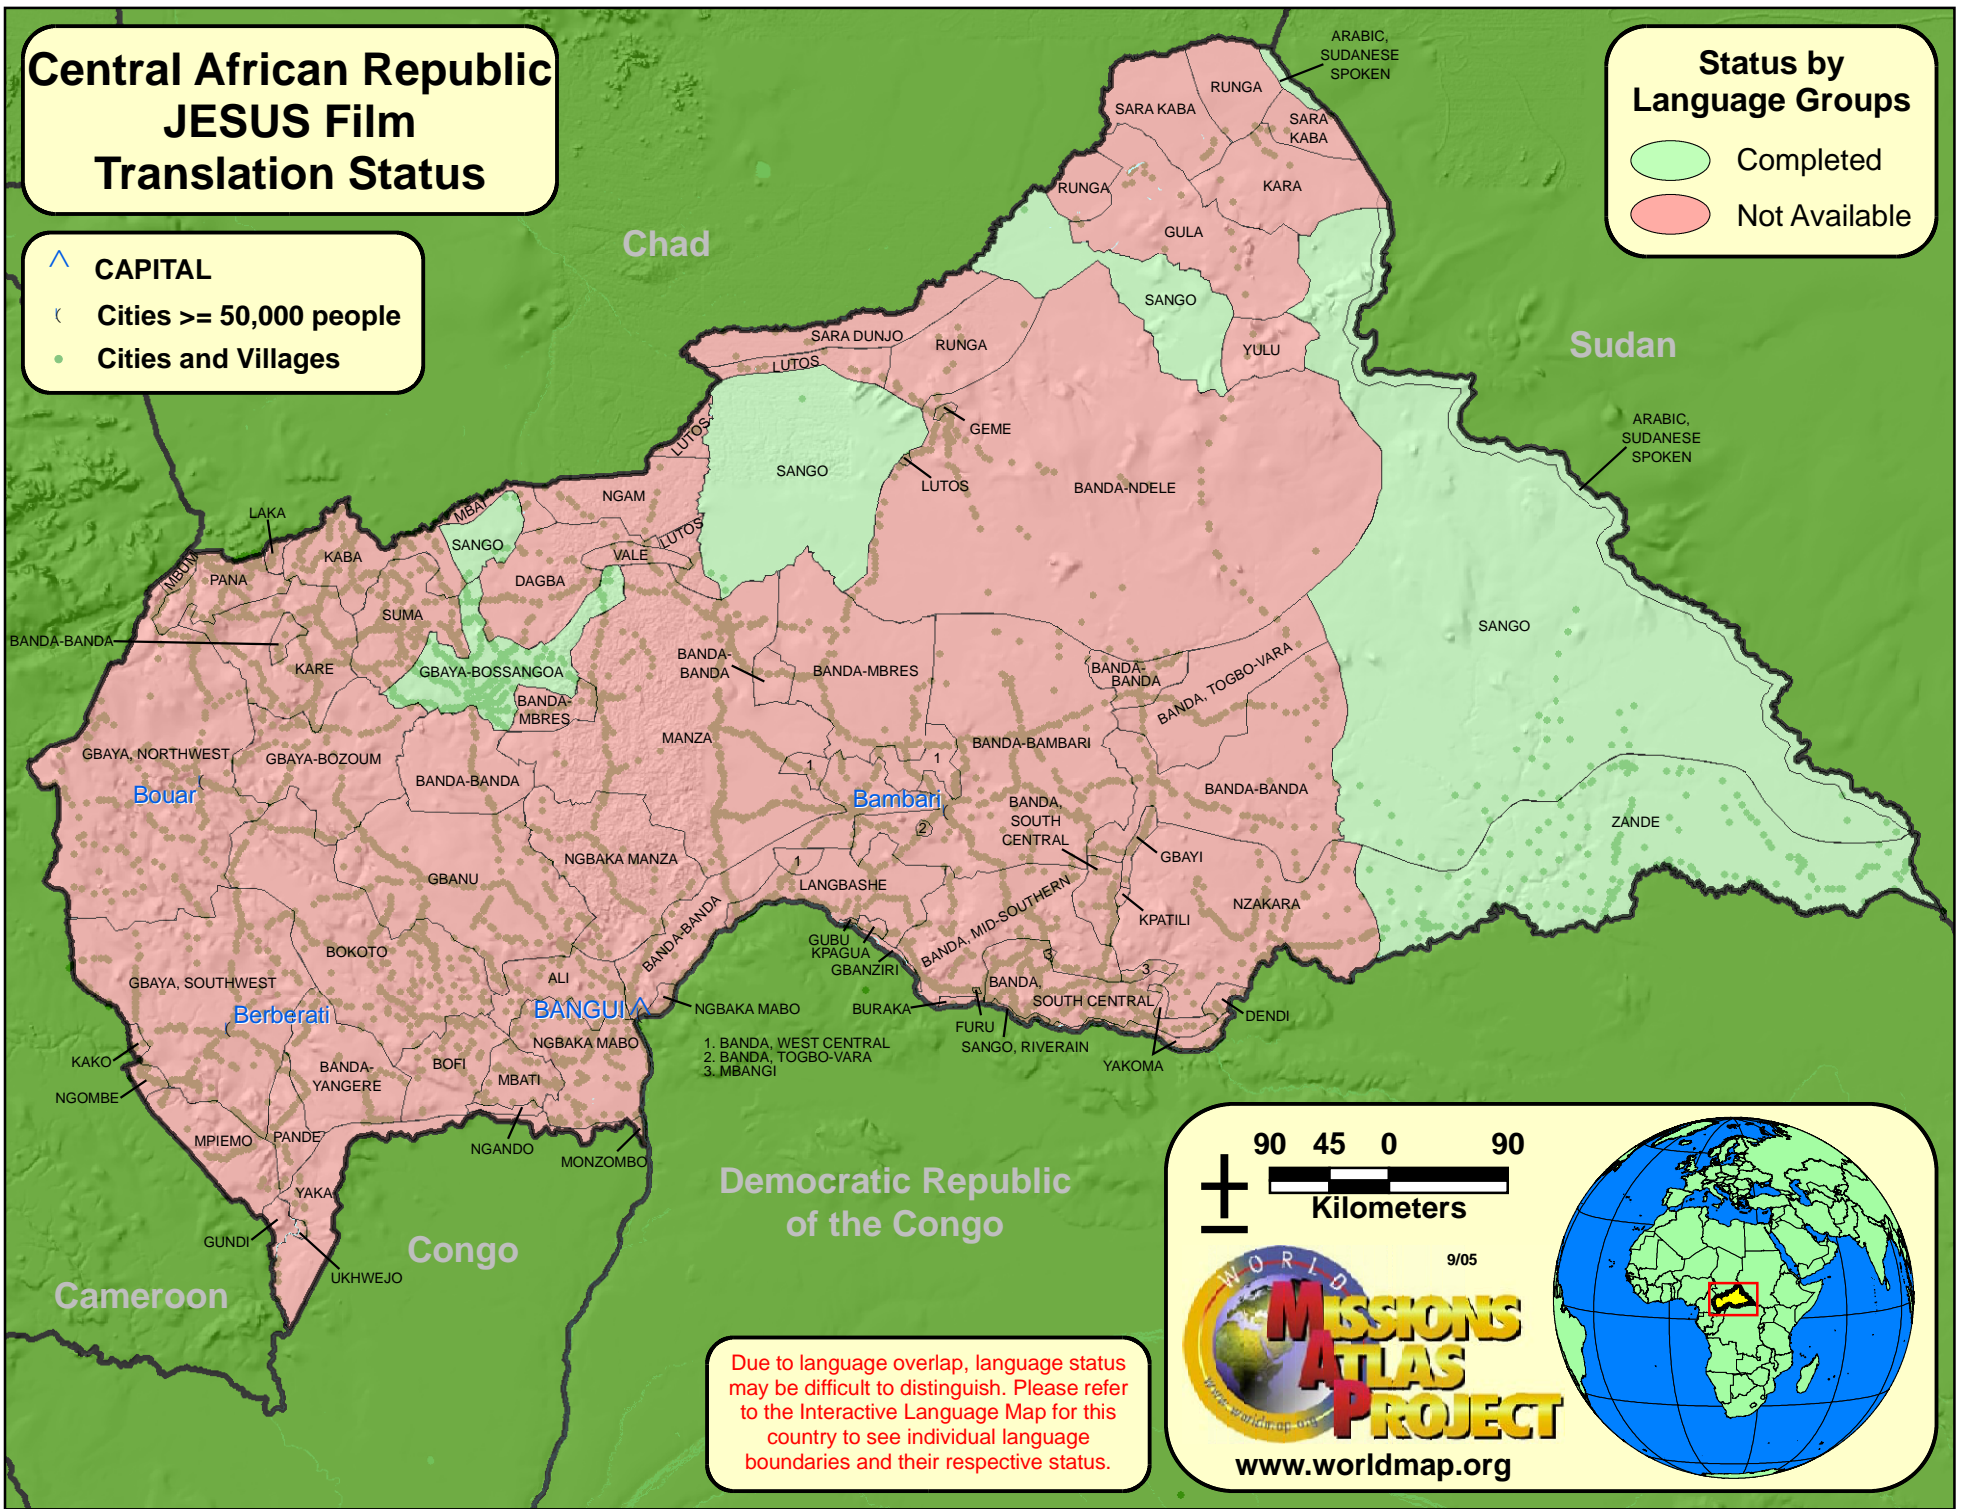 Central African Republic
JESUS Film
Translation Status
CAPITAL
Cities >= 50,000 people
Cities and Villages
Status by
Language Groups
Completed
Not Available
Chad
Sudan
Cameroon
Congo
Democratic Republic
of the Congo
ARABIC,
SUDANESE
SPOKEN
RUNGA
SARA KABA
SARA
KABA
RUNGA
KARA
GULA
SANGO
YULU
SARA DUNJO
LUTOS
RUNGA
GEME
LUTOS
SANGO
LUTOS
BANDA-NDELE
ARABIC,
SUDANESE
SPOKEN
SANGO
ZANDE
NGAM
MBAI
SANGO
LUTOS
VALE
DAGBA
LAKA
KABA
MBUM
PANA
SUMA
BANDA-BANDA
KARE
GBAYA-BOSSANGOA
BANDA-
MBRES
BANDA-
BANDA
BANDA-MBRES
BANDA-
BANDA
BANDA, TOGBO-VARA
MANZA
BANDA-BAMBARI
GBAYA, NORTHWEST
GBAYA-BOZOUM
BANDA-BANDA
Bouar
1
1
Bambari
2
BANDA,
SOUTH
CENTRAL
BANDA-BANDA
GBAYI
NGBAKA MANZA
GBANU
1
LANGBASHE
BANDA, MID-SOUTHERN
KPATILI
NZAKARA
BANDA-BANDA
GUBU
KPAGUA
GBANZIRI
BOKOTO
ALI
GBAYA, SOUTHWEST
Berberati
BANGUI
NGBAKA MABO
NGBAKA MABO
BURAKA
FURU
SANGO, RIVERAIN
3
3
BANDA,
SOUTH CENTRAL
YAKOMA
DENDI
1. BANDA, WEST CENTRAL
2. BANDA, TOGBO-VARA
3. MBANGI
KAKO
NGOMBE
BANDA-
YANGERE
BOFI
MBATI
MPIEMO
PANDE
NGANDO
MONZOMBO
YAKA
GUNDI
UKHWEJO
Due to language overlap, language status
may be difficult to distinguish. Please refer
to the Interactive Language Map for this
country to see individual language
boundaries and their respective status.
90 45 0 90
Kilometers
9/05
WORLD
MISSIONS
ATLAS
PROJECT
www.worldmap.org
www.worldmap.org